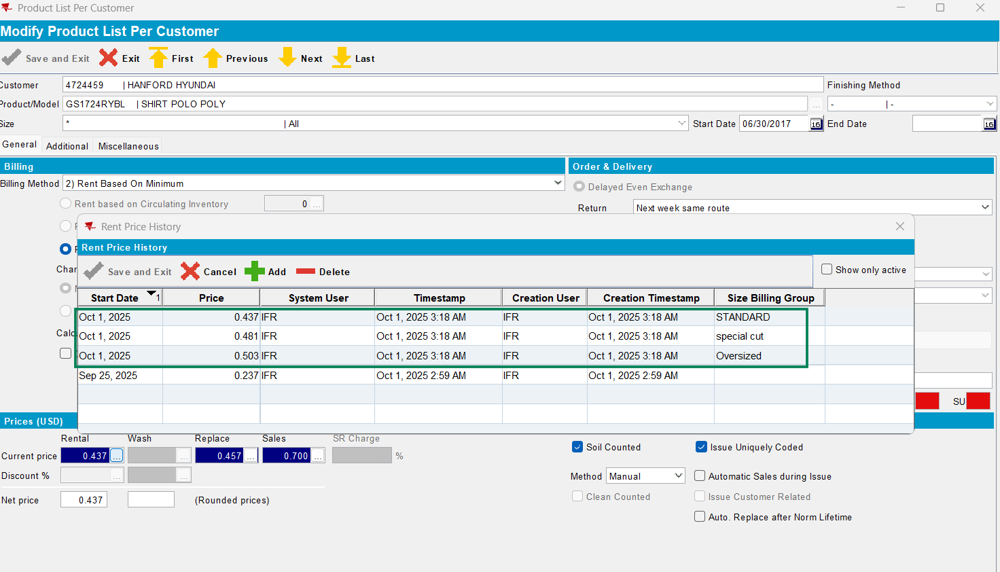 Product List Per Customer
Modify Product List Per Customer
Save and Exit Exit First Previous Next Last
Customer 4724459 | HANFORD HYUNDAI Finishing Method
Product/Model GS1724RYBL | SHIRT POLO POLY ... - | -
Size * | All Start Date 06/30/2017 16 End Date 16
General Additional Miscellaneous
Billing Order & Delivery
Billing Method 2) Rent Based On Minimum Delayed Even Exchange
Rent based on Circulating Inventory 0 ...
Return Next week same route
Rent Price History
Rent Price History
Save and Exit Cancel Add Delete Show only active
Start Date 1 Price System User Timestamp Creation User Creation Timestamp Size Billing Group
Oct 1, 2025 0.437 IFR Oct 1, 2025 3:18 AM IFR Oct 1, 2025 3:18 AM STANDARD
Oct 1, 2025 0.481 IFR Oct 1, 2025 3:18 AM IFR Oct 1, 2025 3:18 AM special cut
Oct 1, 2025 0.503 IFR Oct 1, 2025 3:18 AM IFR Oct 1, 2025 3:18 AM Oversized
Sep 25, 2025 0.237 IFR Oct 1, 2025 2:59 AM IFR Oct 1, 2025 2:59 AM
Char
Calc
SU
Prices (USD)
Rental Wash Replace Sales SR Charge
Current price 0.437 ... ... 0.457 ... 0.700 ... %
Discount % ... ...
Net price 0.437 (Rounded prices)
Soil Counted Issue Uniquely Coded
Method Manual Automatic Sales during Issue
Clean Counted Issue Customer Related
Auto. Replace after Norm Lifetime